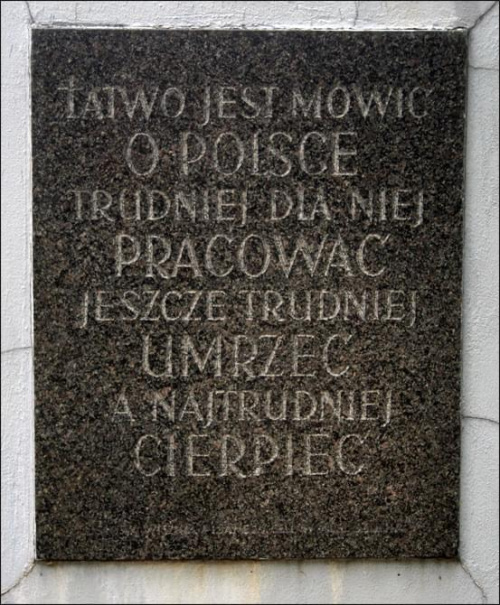 ŁATWO JEST MÓWIĆ
O POLSCE
TRUDNIEJ DLA NIEJ
PRACOWAĆ
JESZCZE TRUDNIEJ
UMRZEĆ
A NAJTRUDNIEJ
CIERPIEĆ